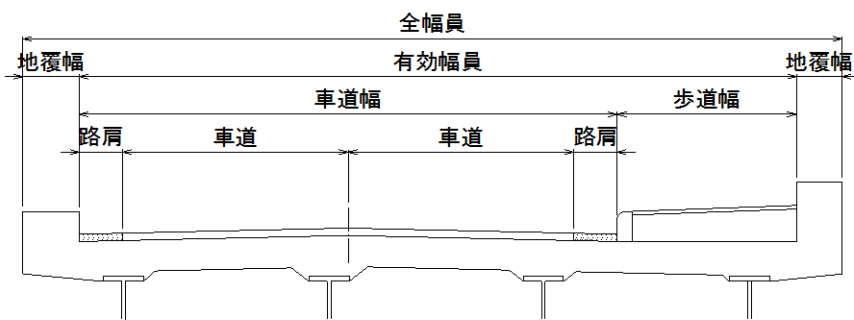 全幅員
地覆幅 有効幅員 地覆幅
車道幅 歩道幅
路肩 車道 車道 路肩